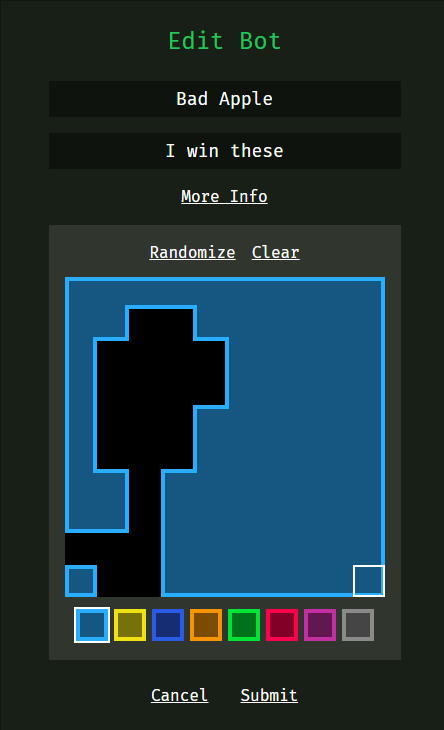 Edit Bot
Bad Apple
I win these
More Info
Randomize Clear
Cancel Submit